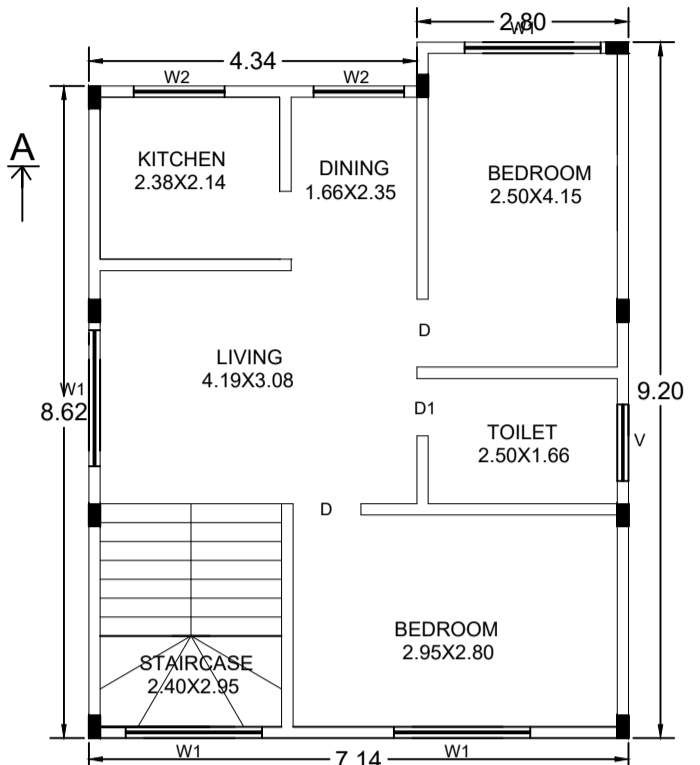 2.80
W1
4.34
W2
W2
A
KITCHEN
2.38X2.14
DINING
1.66X2.35
BEDROOM
2.50X4.15
D
LIVING
4.19X3.08
W1
8.62
9.20
D1
TOILET
2.50X1.66
V
D
BEDROOM
2.95X2.80
STAIRCASE
2.40X2.95
W1
W1
7.14